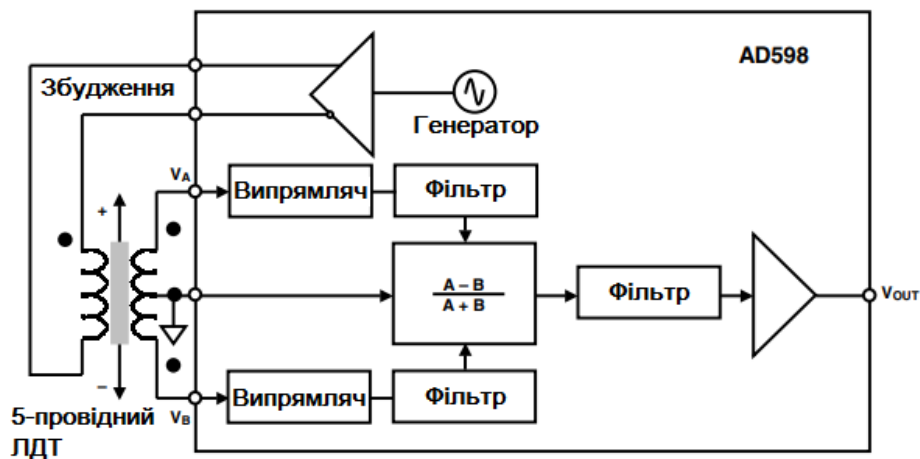 AD598
Збудження
Генератор
VA
Випрямляч
Фільтр
+
A – B
A + B
Фільтр
VOUT
–
Випрямляч
Фільтр
VB
5-провідний
ЛДТ